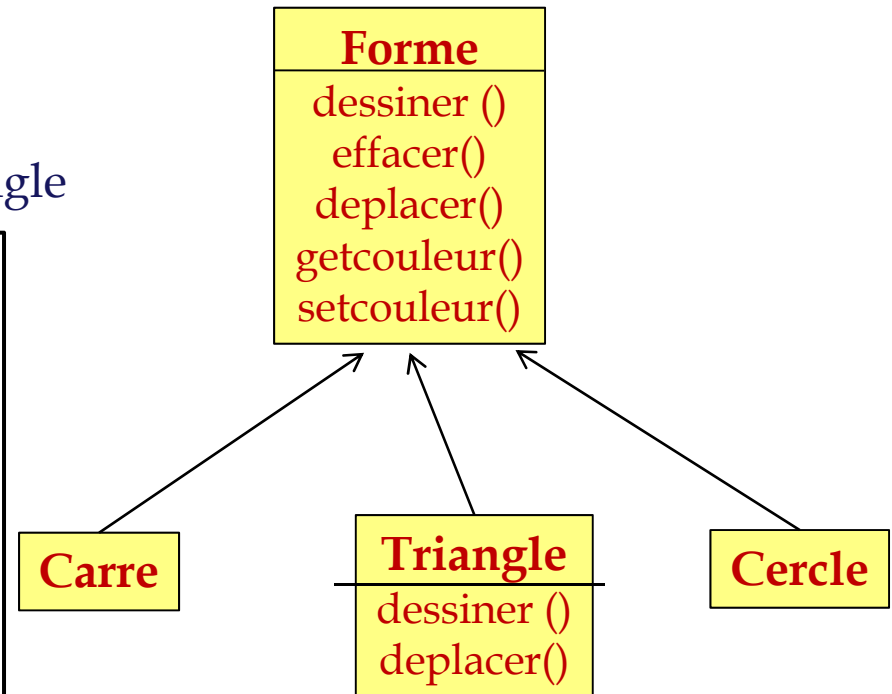 Forme
dessiner ()
effacer()
deplacer()
getcouleur()
setcouleur()
gle
Carre
Triangle
dessiner ()
deplacer()
Cercle